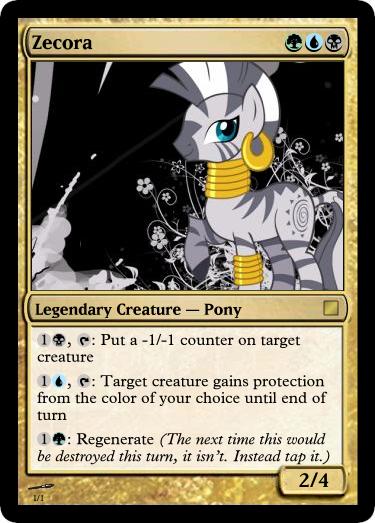 Zecora
Legendary Creature — Pony
1, : Put a -1/-1 counter on target
creature
1, : Target creature gains protection
from the color of your choice until end of
turn
1: Regenerate (The next time this would
be destroyed this turn, it isn't. Instead tap it.)
2/4
1/1